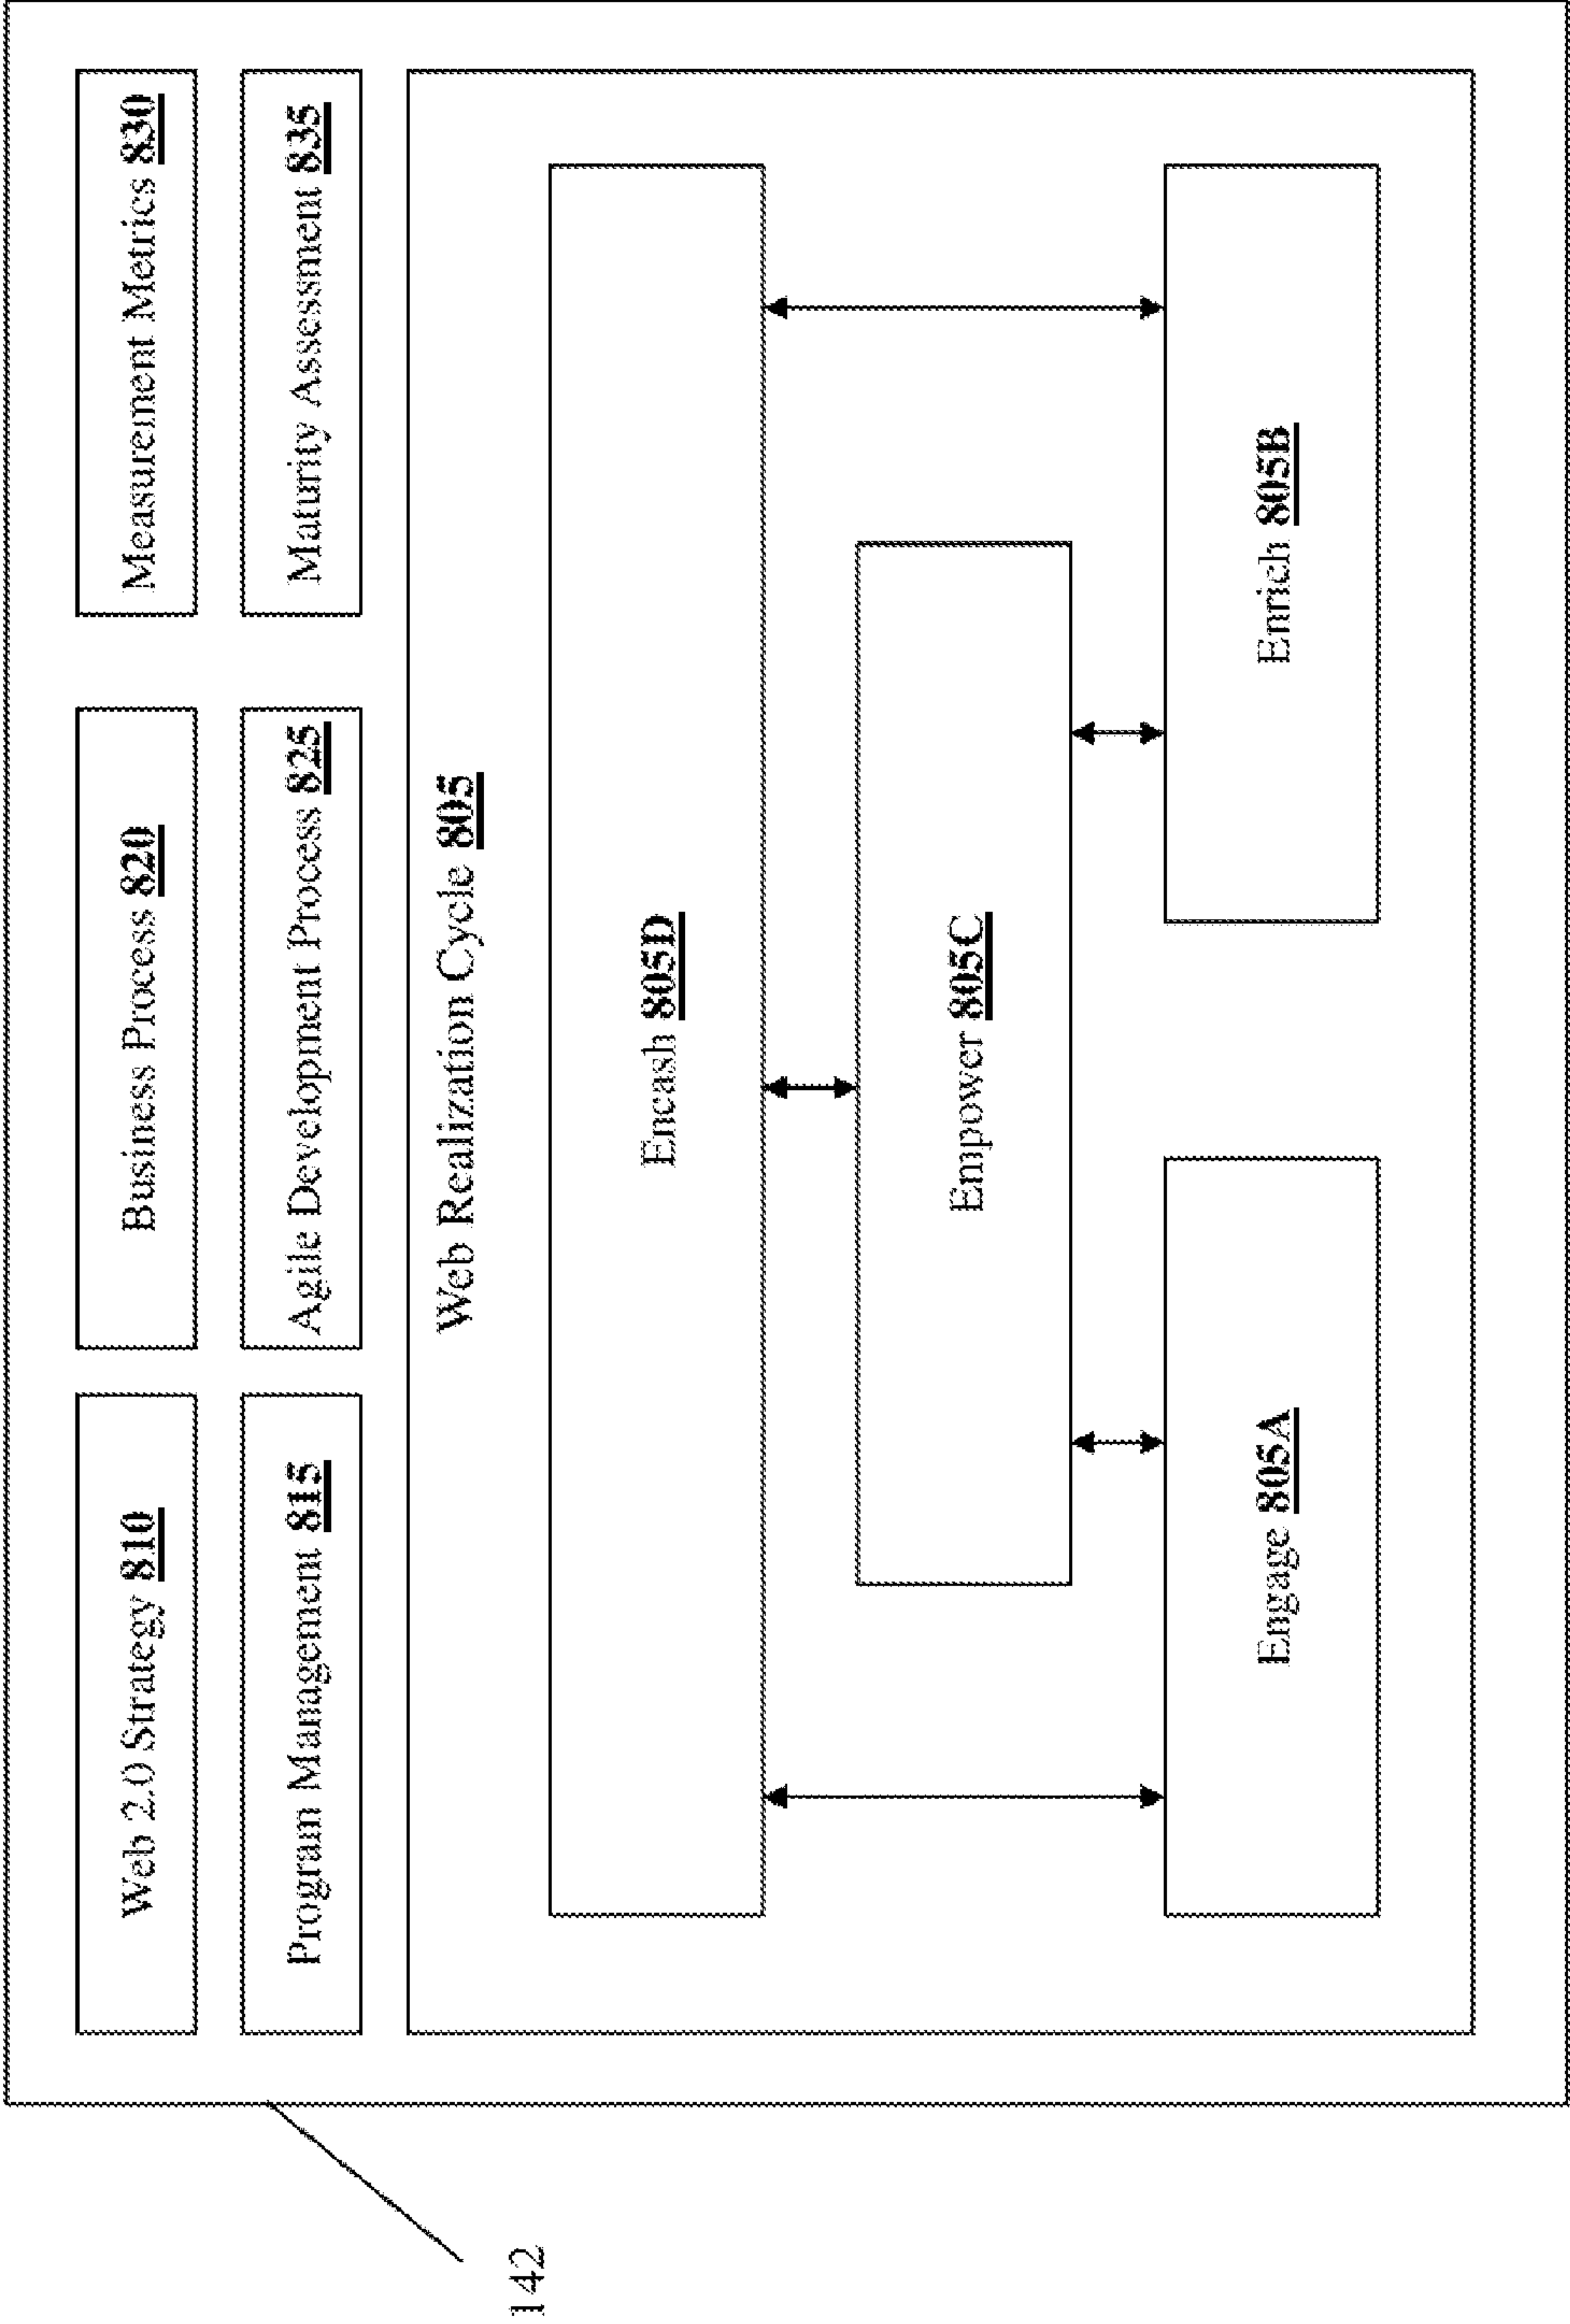 Web 2.0 Strategy 810
Business Process 820
Measurement Metrics 830
Program Management 815
Agile Development Process 825
Maturity Assessment 835
Web Realization Cycle 805
Encash 805D
Empower 805C
Engage 805A
Enrich 805B
142